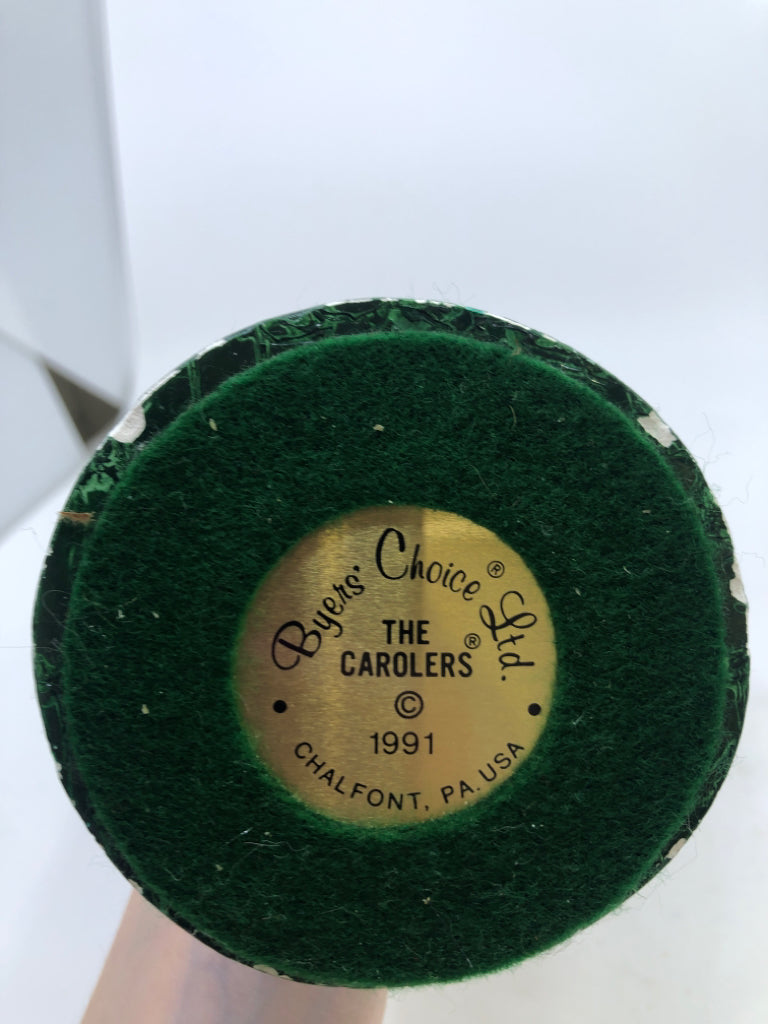 Byers' Choice ® Ltd.
THE
CAROLERS®
©
1991
CHALFONT, PA. USA